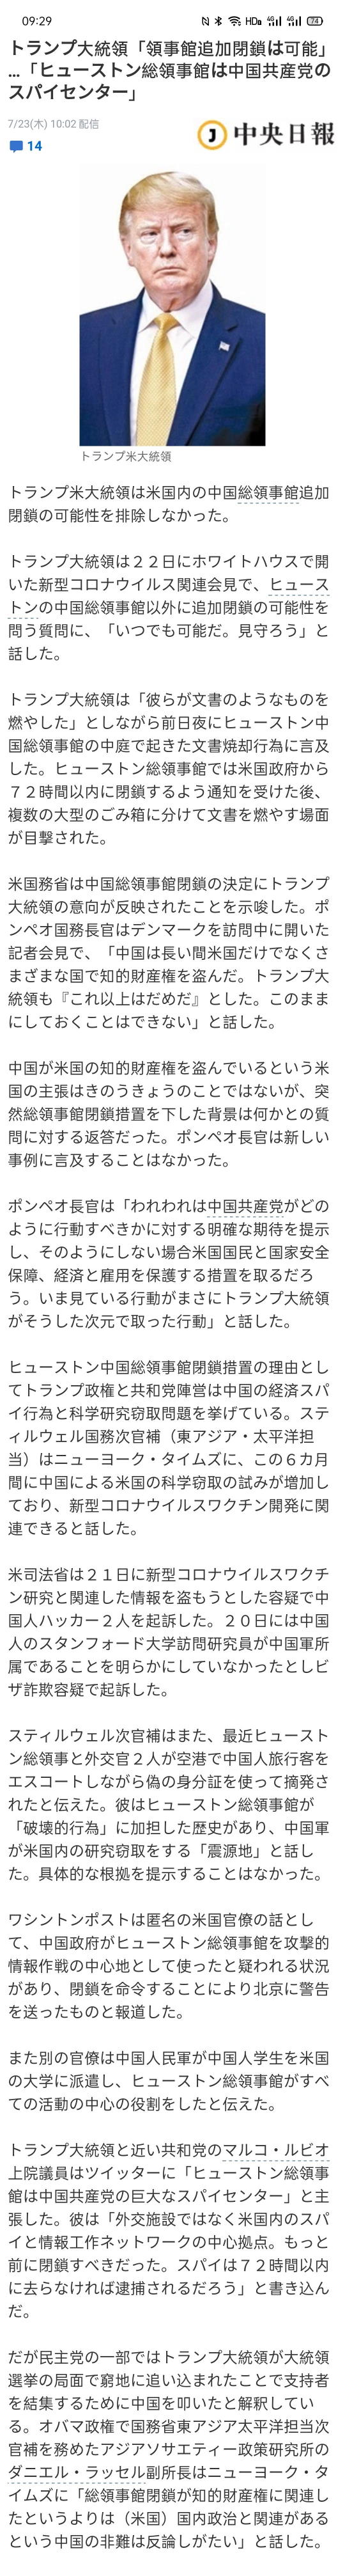 09:29
HDa 4G 4G 74
トランプ大統領「領事館追加閉鎖は可能」
…「ヒューストン総領事館は中国共産党の
スパイセンター」
7/23(木) 10:02 配信
14
J 中央日報
トランプ米大統領
トランプ米大統領は米国内の中国総領事館追加
閉鎖の可能性を排除しなかった。
トランプ大統領は２２日にホワイトハウスで開
いた新型コロナウイルス関連会見で、ヒュース
トンの中国総領事館以外に追加閉鎖の可能性を
問う質問に、「いつでも可能だ。見守ろう」と
話した。
トランプ大統領は「彼らが文書のようなものを
燃やした」としながら前日夜にヒューストン中
国総領事館の中庭で起きた文書焼却行為に言及
した。ヒューストン総領事館では米国政府から
７２時間以内に閉鎖するよう通知を受けた後、
複数の大型のごみ箱に分けて文書を燃やす場面
が目撃された。
米国務省は中国総領事館閉鎖の決定にトランプ
大統領の意向が反映されたことを示唆した。ポ
ンペオ国務長官はデンマークを訪問中に開いた
記者会見で、「中国は長い間米国だけでなくさ
まざまな国で知的財産権を盗んだ。トランプ大
統領も『これ以上はだめだ』とした。このまま
にしておくことはできない」と話した。
中国が米国の知的財産権を盗んでいるという米
国の主張はきのうきょうのことではないが、突
然総領事館閉鎖措置を下した背景は何かとの質
問に対する返答だった。ポンペオ長官は新しい
事例に言及することはなかった。
ポンペオ長官は「われわれは中国共産党がどの
ように行動すべきかに対する明確な期待を提示
し、そのようにしない場合米国国民と国家安全
保障、経済と雇用を保護する措置を取るだろ
う。いま見ている行動がまさにトランプ大統領
がそうした次元で取った行動」と話した。
ヒューストン中国総領事館閉鎖措置の理由とし
てトランプ政権と共和党陣営は中国の経済スパ
イ行為と科学研究窃取問題を挙げている。ステ
ィルウェル国務次官補（東アジア・太平洋担
当）はニューヨーク・タイムズに、この６カ月
間に中国による米国の科学窃取の試みが増加し
ており、新型コロナウイルスワクチン開発に関
連できると話した。
米司法省は２１日に新型コロナウイルスワクチ
ン研究と関連した情報を盗もうとした容疑で中
国人ハッカー２人を起訴した。２０日には中国
人のスタンフォード大学訪問研究員が中国軍所
属であることを明らかにしていなかったとしビ
ザ詐欺容疑で起訴した。
スティルウェル次官補はまた、最近ヒュースト
ン総領事と外交官２人が空港で中国人旅行客を
エスコートしながら偽の身分証を使って摘発さ
れたと伝えた。彼はヒューストン総領事館が
「破壊的行為」に加担した歴史があり、中国軍
が米国内の研究窃取をする「震源地」と話し
た。具体的な根拠を提示することはなかった。
ワシントンポストは匿名の米国官僚の話とし
て、中国政府がヒューストン総領事館を攻撃的
情報作戦の中心地として使ったと疑われる状況
があり、閉鎖を命令することにより北京に警告
を送ったものと報道した。
また別の官僚は中国人民軍が中国人学生を米国
の大学に派遣し、ヒューストン総領事館がすべ
ての活動の中心の役割をしたと伝えた。
トランプ大統領と近い共和党のマルコ・ルビオ
上院議員はツイッターに「ヒューストン総領事
館は中国共産党の巨大なスパイセンター」と主
張した。彼は「外交施設ではなく米国内のスパ
イと情報工作ネットワークの中心拠点。もっと
前に閉鎖すべきだった。スパイは７２時間以内
に去らなければ逮捕されるだろう」と書き込ん
だ。
だが民主党の一部ではトランプ大統領が大統領
選挙の局面で窮地に追い込まれたことで支持者
を結集するために中国を叩いたと解釈してい
る。オバマ政権で国務省東アジア太平洋担当次
官補を務めたアジアソサエティー政策研究所の
ダニエル・ラッセル副所長はニューヨーク・タ
イムズに「総領事館閉鎖が知的財産権に関連し
たというよりは（米国）国内政治と関連がある
という中国の非難は反論しがたい」と話した。